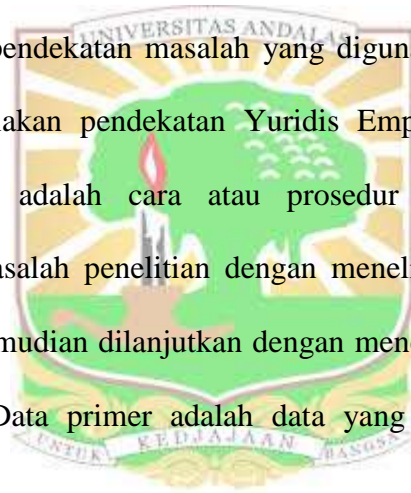 UNIVERSITAS ANDALAS
pendekatan masalah yang digun
akan pendekatan Yuridis Emp
adalah cara atau prosedur
asalah penelitian dengan menel
mudian dilanjutkan dengan men
Data primer adalah data yang
UNTUK KEDJAJAAN BANGSA